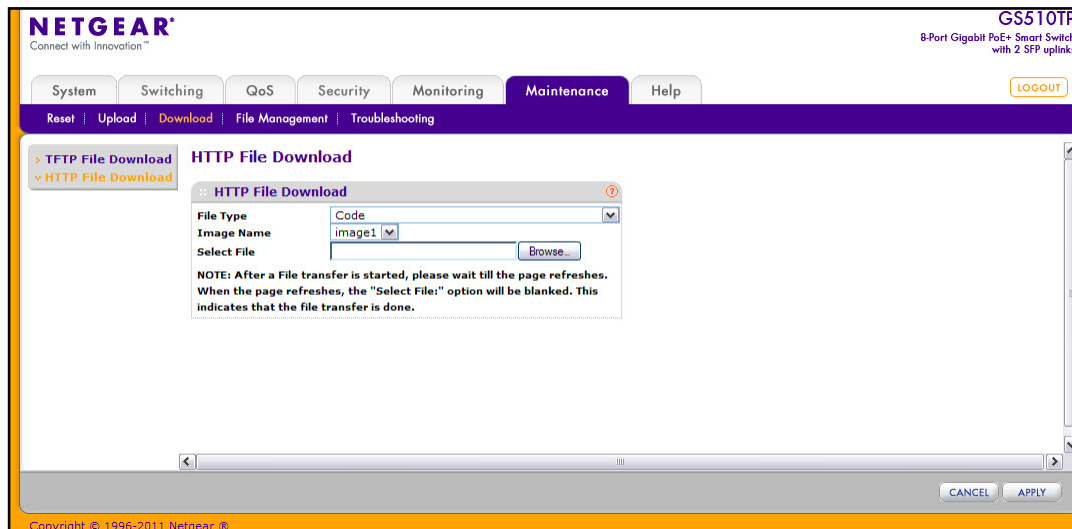 NETGEAR®
Connect with Innovation™
GS510TP
8-Port Gigabit PoE+ Smart Switch
with 2 SFP uplinks
System Switching QoS Security Monitoring Maintenance Help LOGOUT
Reset Upload Download File Management Troubleshooting
TFTP File Download
HTTP File Download
HTTP File Download
HTTP File Download
File Type Code
Image Name image1
Select File Browse...
NOTE: After a File transfer is started, please wait till the page refreshes.
When the page refreshes, the "Select File:" option will be blanked. This
indicates that the file transfer is done.
CANCEL APPLY
Copyright © 1996-2011 Netgear ®